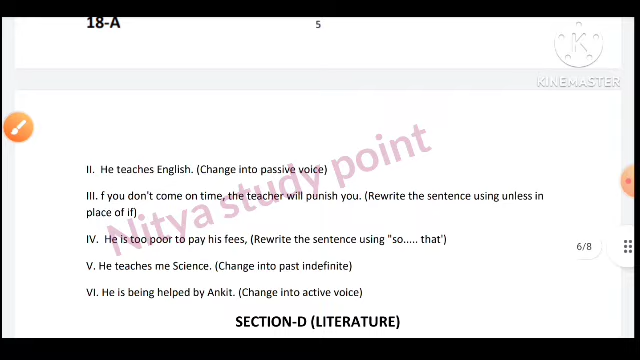 18-A
5
KINEMASTER
Nitya study point
II. He teaches English. (Change into passive voice)
III. f you don't come on time, the teacher will punish you. (Rewrite the sentence using unless in
place of if)
IV. He is too poor to pay his fees, (Rewrite the sentence using "so..... that')
6/8
V. He teaches me Science. (Change into past indefinite)
VI. He is being helped by Ankit. (Change into active voice)
SECTION-D (LITERATURE)